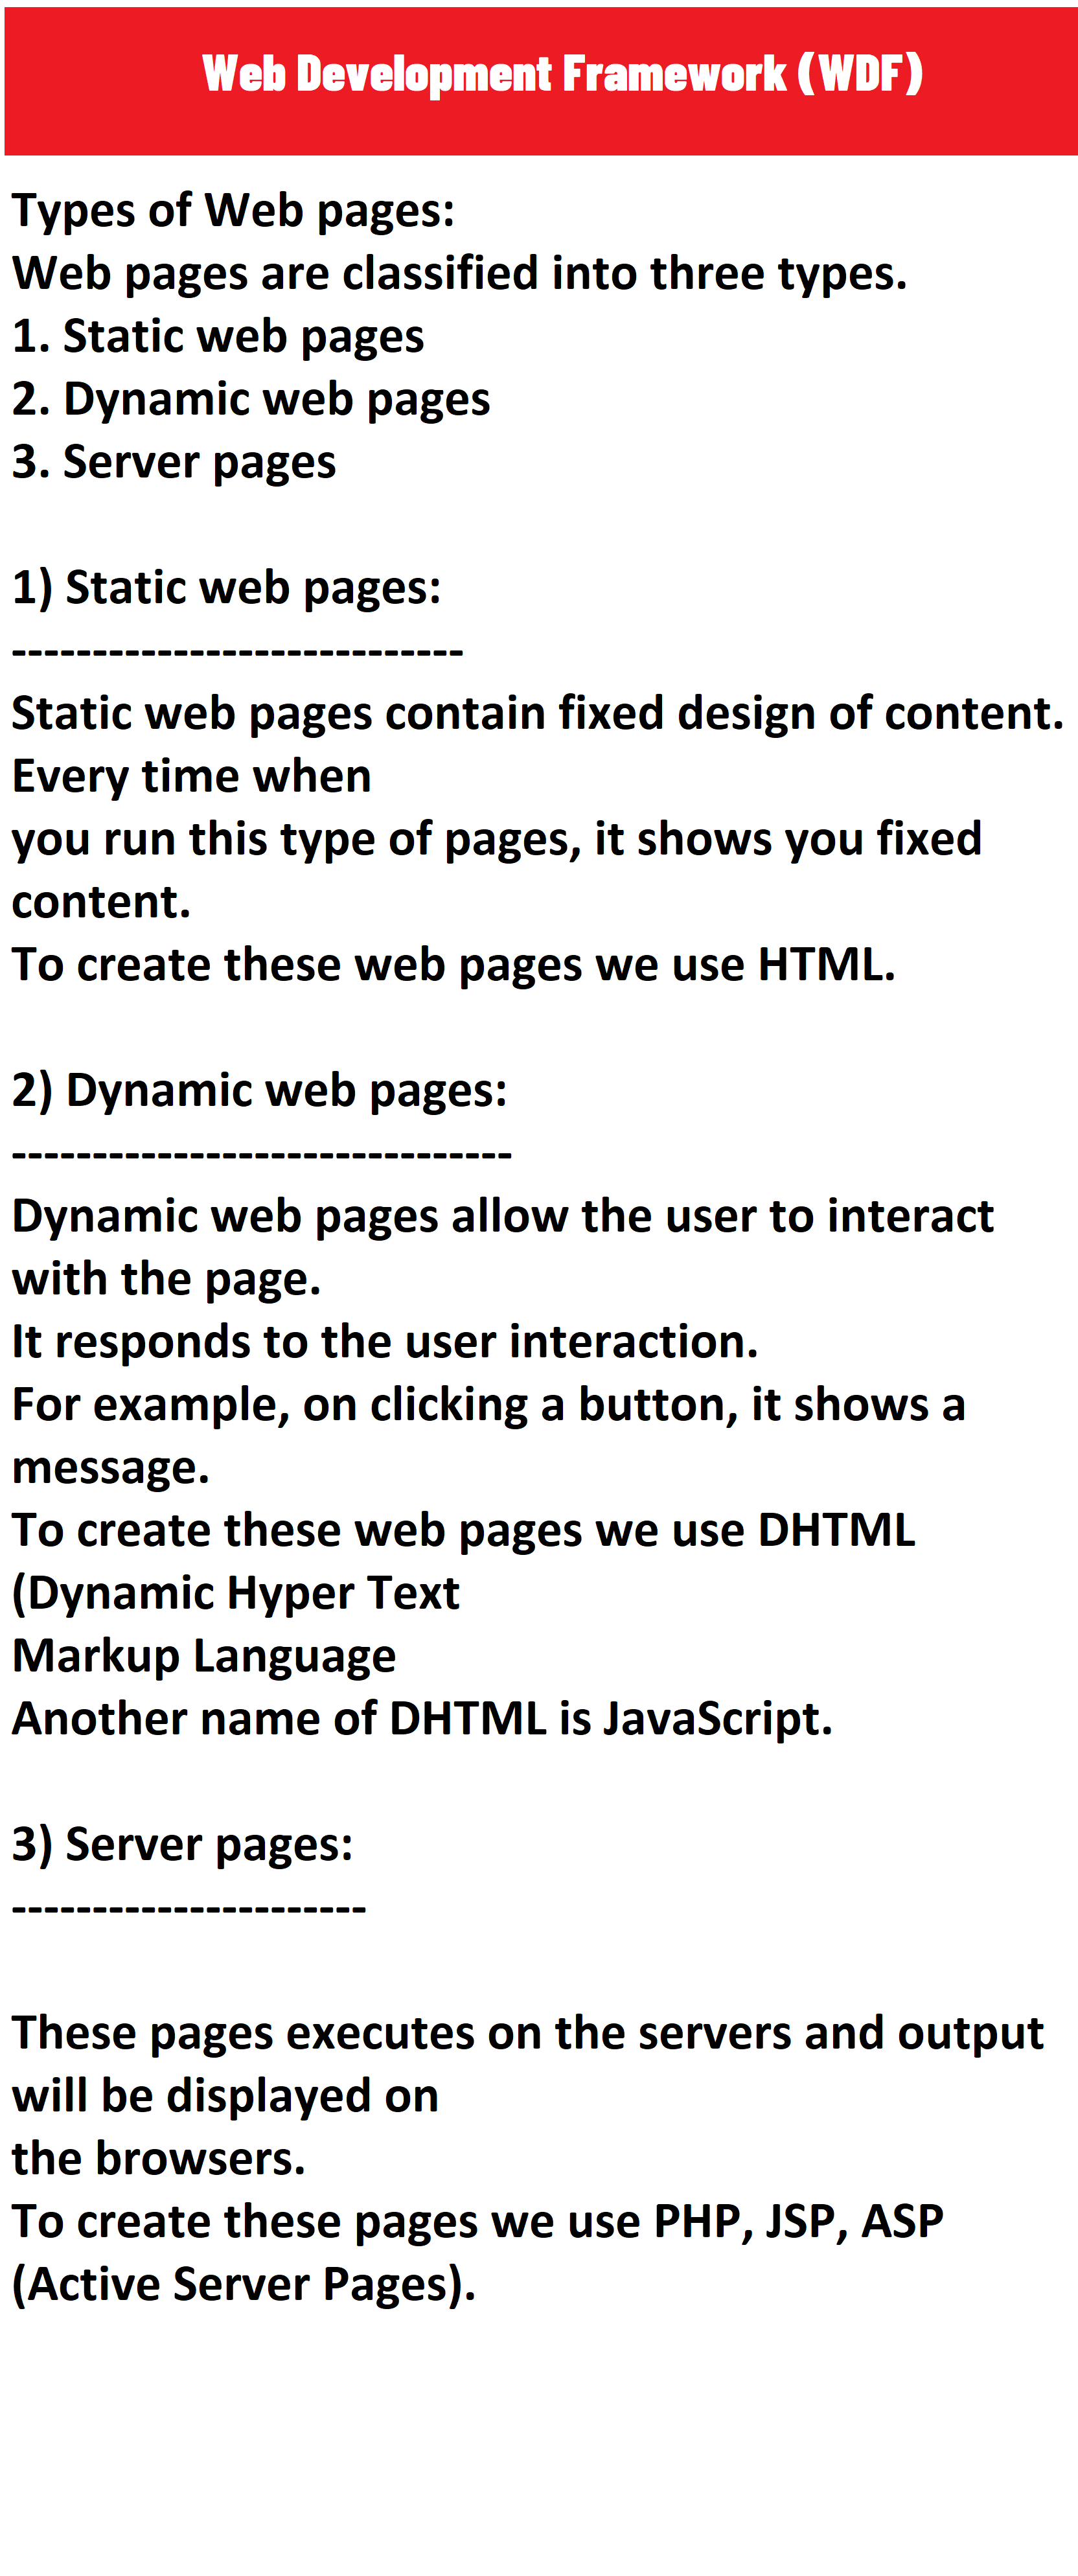 Web Development Framework (WDF)
Types of Web pages:
Web pages are classified into three types.
1. Static web pages
2. Dynamic web pages
3. Server pages
1) Static web pages:
----------------------------
Static web pages contain fixed design of content.
Every time when
you run this type of pages, it shows you fixed
content.
To create these web pages we use HTML.
2) Dynamic web pages:
-------------------------------
Dynamic web pages allow the user to interact
with the page.
It responds to the user interaction.
For example, on clicking a button, it shows a
message.
To create these web pages we use DHTML
(Dynamic Hyper Text
Markup Language
Another name of DHTML is JavaScript.
3) Server pages:
----------------------
These pages executes on the servers and output
will be displayed on
the browsers.
To create these pages we use PHP, JSP, ASP
(Active Server Pages).